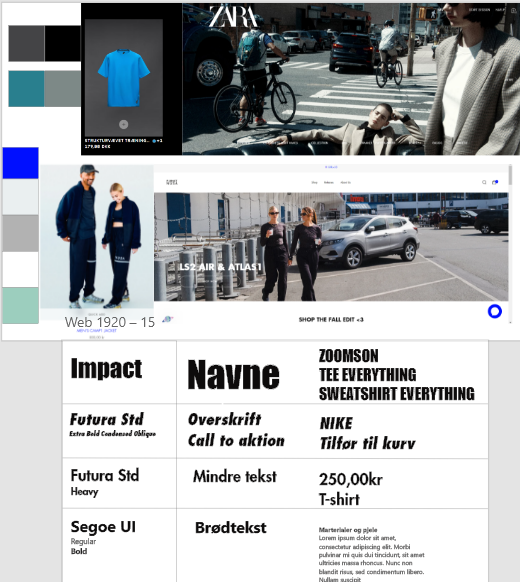 ZARA
STRUKTURVÆVET TRÆNING... +1
179,00 DKK
LS2 AIR & ATLAS1
SHOP THE FALL EDIT <3
Web 1920 – 15
Impact
Navne
ZOOMSON
TEE EVERYTHING
SWEATSHIRT EVERYTHING
Futura Std
Extra Bold Condensed Oblique
Overskrift
Call to aktion
NIKE
Tilfør til kurv
Futura Std
Heavy
Mindre tekst
250,00kr
T-shirt
Segoe UI
Regular
Bold
Brødtekst
Marterialer og pjele
Lorem ipsum dolor sit amet,
consectetur adipiscing elit. Morbi
pulvinar mi quis dui tincidunt, sit amet
ultricies massa rhoncus. Nunc non
blandit risus, sed condimentum libero.
Nullam suscipit